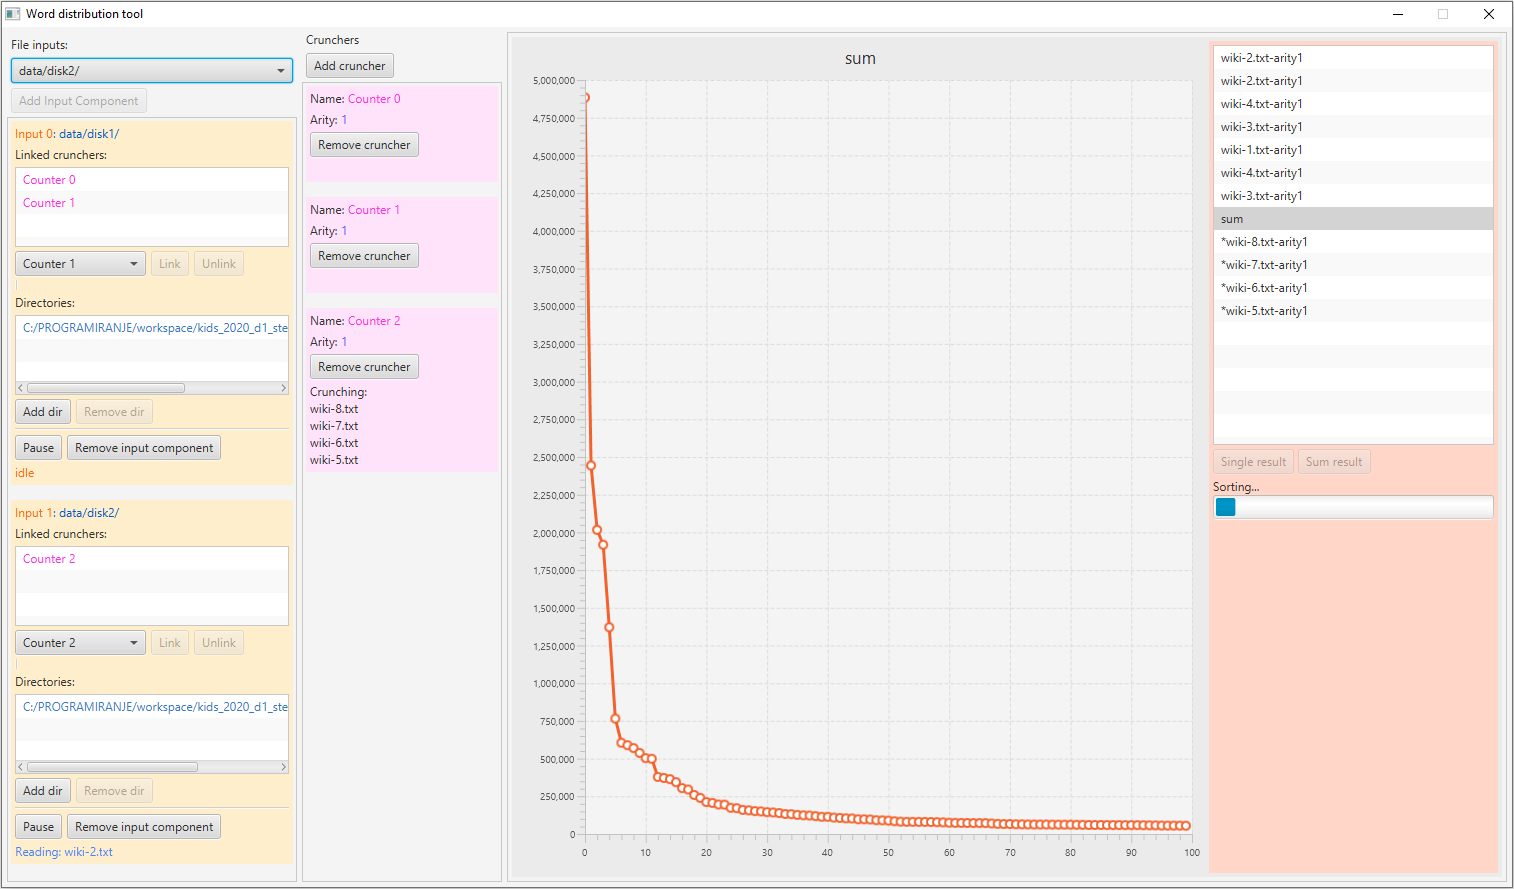 Word distribution tool
File inputs:
data/disk2/
Add Input Component
Input 0: data/disk1/
Linked crunchers:
Counter 0
Counter 1
Counter 1
Link
Unlink
Directories:
C:/PROGRAMIRANJE/workspace/kids_2020_d1_ste
Add dir
Remove dir
Pause
Remove input component
idle
Input 1: data/disk2/
Linked crunchers:
Counter 2
Counter 2
Link
Unlink
Directories:
C:/PROGRAMIRANJE/workspace/kids_2020_d1_ste
Add dir
Remove dir
Pause
Remove input component
Reading: wiki-2.txt
Crunchers
Add cruncher
Name: Counter 0
Arity: 1
Remove cruncher
Name: Counter 1
Arity: 1
Remove cruncher
Name: Counter 2
Arity: 1
Remove cruncher
Crunching:
wiki-8.txt
wiki-7.txt
wiki-6.txt
wiki-5.txt
sum
5,000,000
4,750,000
4,500,000
4,250,000
4,000,000
3,750,000
3,500,000
3,250,000
3,000,000
2,750,000
2,500,000
2,250,000
2,000,000
1,750,000
1,500,000
1,250,000
1,000,000
750,000
500,000
250,000
0
0 10 20 30 40 50 60 70 80 90 100
wiki-2.txt-arity1
wiki-2.txt-arity1
wiki-4.txt-arity1
wiki-3.txt-arity1
wiki-1.txt-arity1
wiki-4.txt-arity1
wiki-3.txt-arity1
sum
*wiki-8.txt-arity1
*wiki-7.txt-arity1
*wiki-6.txt-arity1
*wiki-5.txt-arity1
Single result
Sum result
Sorting...